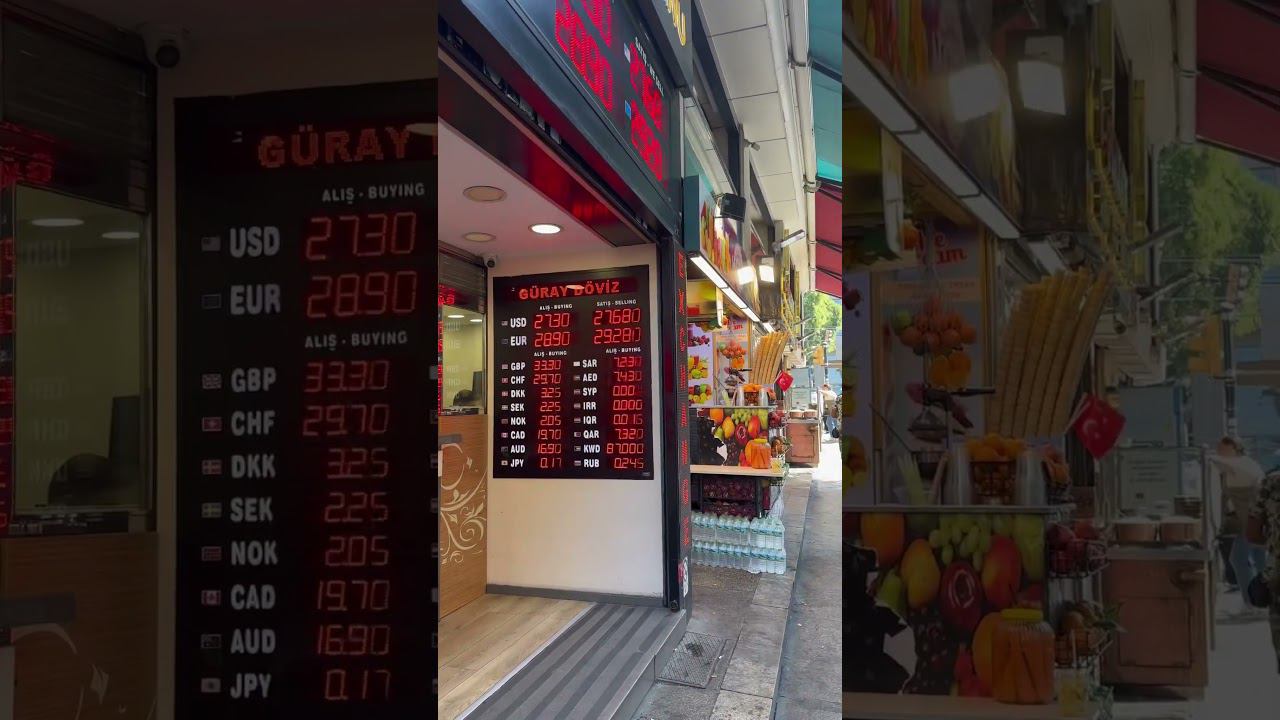 GÜRAY DÖVİZ
ALIŞ - BUYING SATIŞ - SELLING
USD 27.30 27.680
EUR 28.90 29.280
ALIŞ - BUYING ALIŞ - BUYING
GBP 33.30 SAR 7.230
CHF 29.70 AED 7.430
DKK 3.25 SYP 0.00
SEK 2.25 IRR 0.000
NOK 2.05 IQR 0.015
CAD 19.70 QAR 7.320
AUD 16.90 KWD 87.000
JPY 0.17 RUB 0.245
GÜRAY
ALIŞ - BUYING
USD 27.30
EUR 28.90
ALIŞ - BUYING
GBP 33.30
CHF 29.70
DKK 3.25
SEK 2.25
NOK 2.05
CAD 19.70
AUD 16.90
JPY 0.17